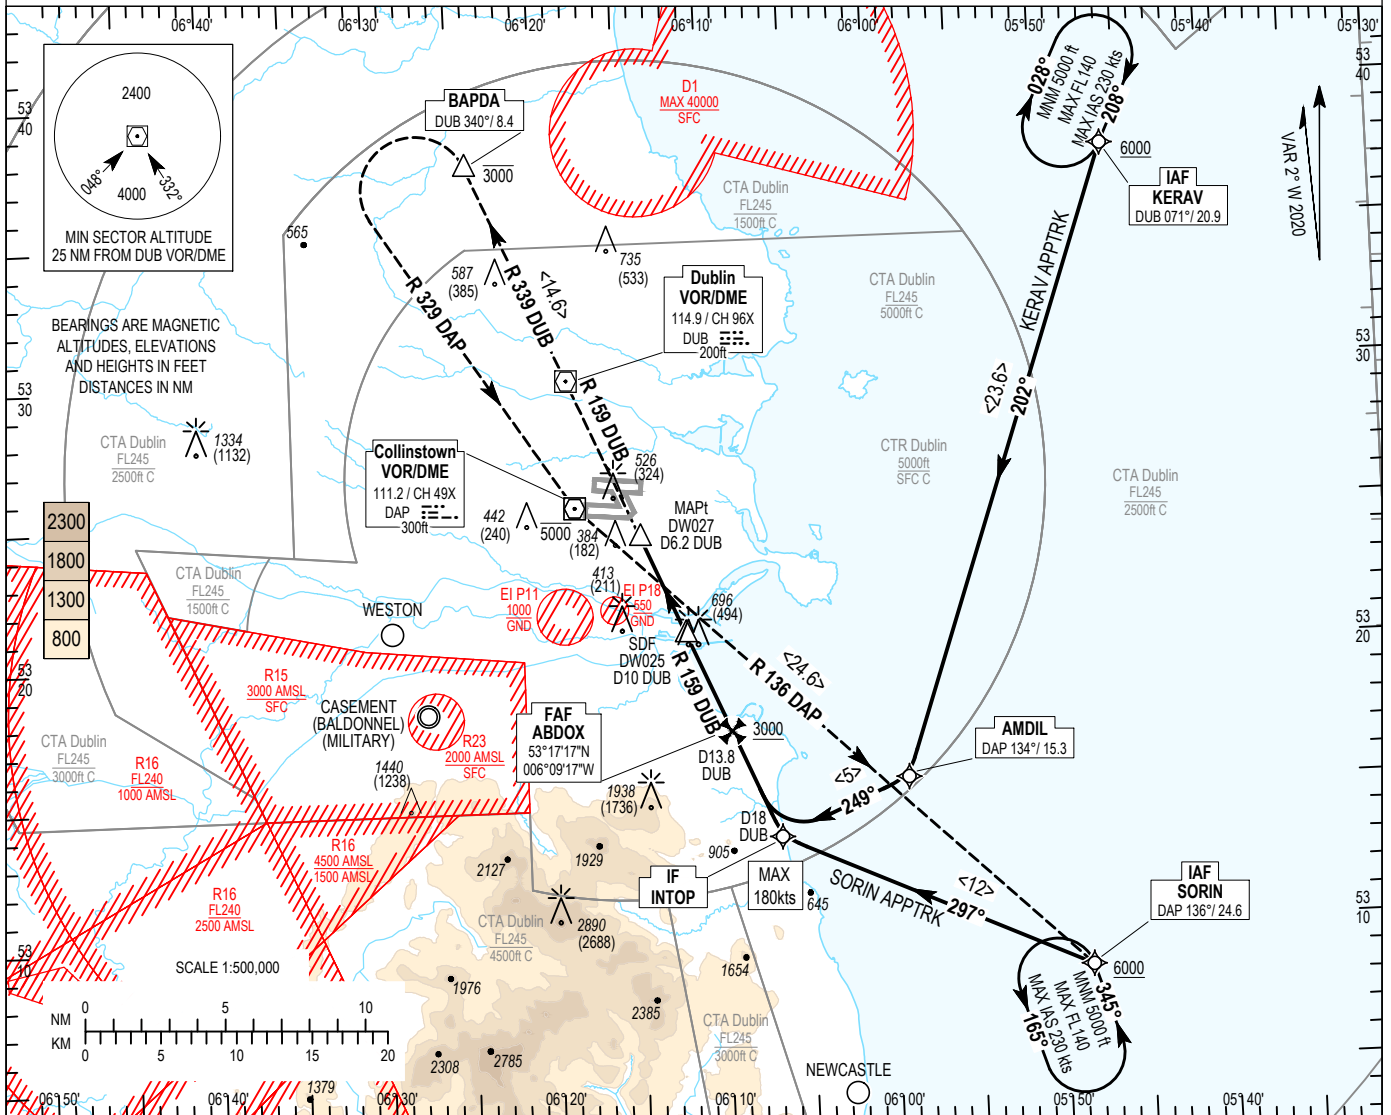 06°40'
06°30'
06°20'
06°10'
06°00'
05°50'
05°40'
05°30'
53
40
53
40
2400
4000
048°
332°
MIN SECTOR ALTITUDE
25 NM FROM DUB VOR/DME
BAPDA
DUB 340°/ 8.4
3000
D1
MAX 40000
SFC
CTA Dublin
FL245
1500ft C
028°
MNM 5000 ft
MAX FL140
MAX IAS 230 kts
208°
6000
IAF
KERAV
DUB 071°/ 20.9
VAR 2° W 2020
565
587
(385)
735
(533)
R 329 DAP
R 339 DUB
<14.6>
Dublin
VOR/DME
114.9 / CH 96X
DUB
200ft
CTA Dublin
FL245
5000ft C
KERAV APPTRK
BEARINGS ARE MAGNETIC
ALTITUDES, ELEVATIONS
AND HEIGHTS IN FEET
DISTANCES IN NM
53
30
53
30
<23.6>
202°
R 159 DUB
CTA Dublin
FL245
2500ft C
1334
(1132)
Collinstown
VOR/DME
111.2 / CH 49X
DAP
300ft
526
(324)
CTR Dublin
5000ft
SFC C
CTA Dublin
FL245
2500ft C
442
(240)
5000
384
(182)
MAPt
DW027
D6.2 DUB
2300
1800
1300
800
CTA Dublin
FL245
1500ft C
WESTON
EI P11
1000
GND
413
(211)
EI P18
550
GND
696
(494)
SDF
DW025
D10 DUB
53
20
53
20
R15
3000 AMSL
SFC
CASEMENT
(BALDONNEL)
(MILITARY)
R 159 DUB
R 136 DAP
<24.6>
FAF
ABDOX
53°17'17"N
006°09'17"W
3000
D13.8
DUB
AMDIL
DAP 134°/ 15.3
CTA Dublin
FL245
3000ft C
R16
FL240
1000 AMSL
R23
2000 AMSL
SFC
1440
(1238)
1938
(1736)
<5>
249°
D18
DUB
R16
4500 AMSL
1500 AMSL
2127
1929
905
IF
INTOP
MAX
180kts
645
SORIN APPTRK
<12>
297°
IAF
SORIN
DAP 136°/ 24.6
R16
FL240
2500 AMSL
CTA Dublin
FL245
4500ft C
2890
(2688)
53
10
53
10
SCALE 1:500,000
1976
1654
2385
6000
345°
MNM 5000 ft
MAX FL140
MAX IAS 230 kts
165°
NM
0
5
10
KM
0
5
10
15
20
2308
2785
CTA Dublin
FL245
3000ft C
NEWCASTLE
1379
06°50'
06°30'
06°20'
06°10'
06°00'
05°50'
05°40'